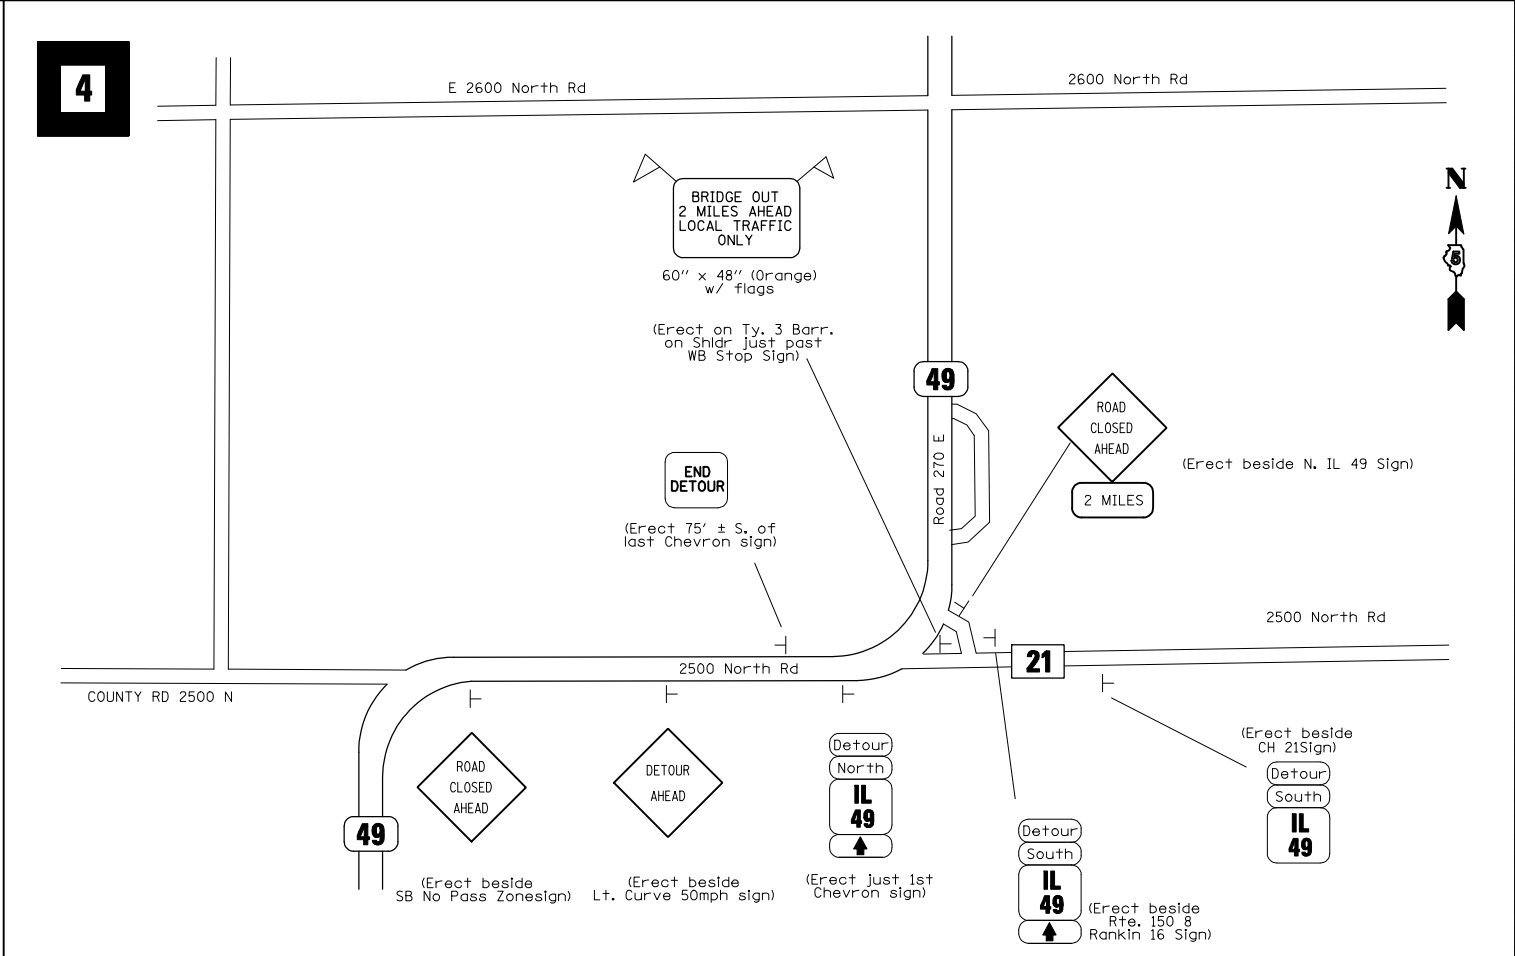 4
E 2600 North Rd
2600 North Rd
BRIDGE OUT
2 MILES AHEAD
LOCAL TRAFFIC
ONLY
60" x 48" (Orange)
w/ flags
(Erect on Ty. 3 Barr.
on Shldr just past
WB Stop Sign)
N
5
49
Road 270 E
ROAD
CLOSED
AHEAD
2 MILES
(Erect beside N. IL 49 Sign)
END
DETOUR
(Erect 75' ± S. of
last Chevron sign)
2500 North Rd
21
2500 North Rd
COUNTY RD 2500 N
49
ROAD
CLOSED
AHEAD
(Erect beside
SB No Pass Zonesign)
DETOUR
AHEAD
(Erect beside
Lt. Curve 50mph sign)
Detour
North
IL
49
(Erect just 1st
Chevron sign)
Detour
South
IL
49
(Erect beside
Rte. 150 8
Rankin 16 Sign)
(Erect beside
CH 21Sign)
Detour
South
IL
49